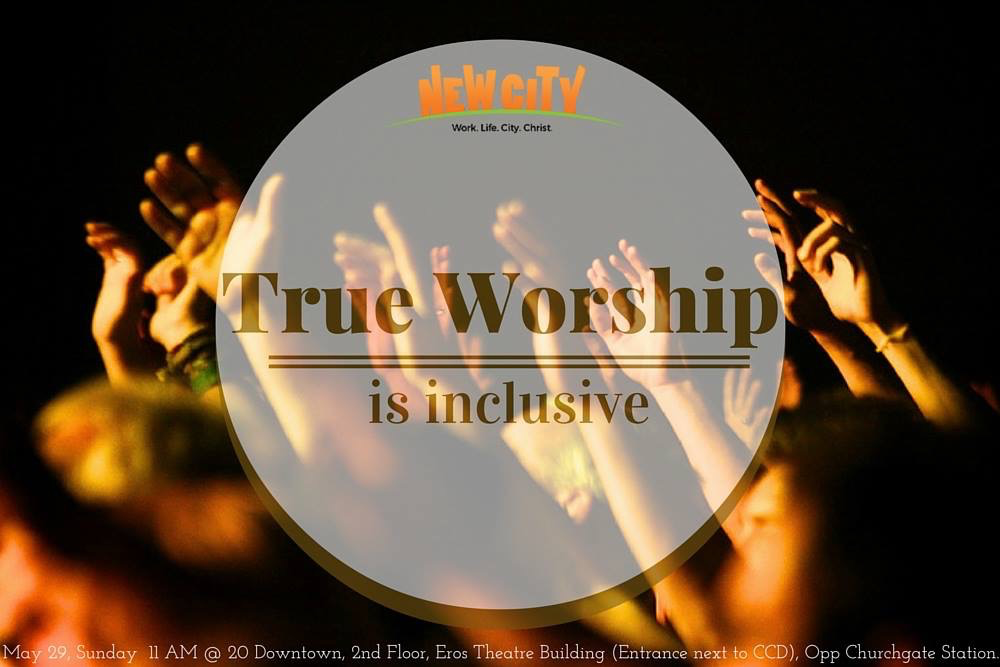 NEW CITY
Work. Life. City. Christ.
True Worship
is inclusive
May 29, Sunday 11 AM @ 20 Downtown, 2nd Floor, Eros Theatre Building (Entrance next to CCD), Opp Churchgate Station.